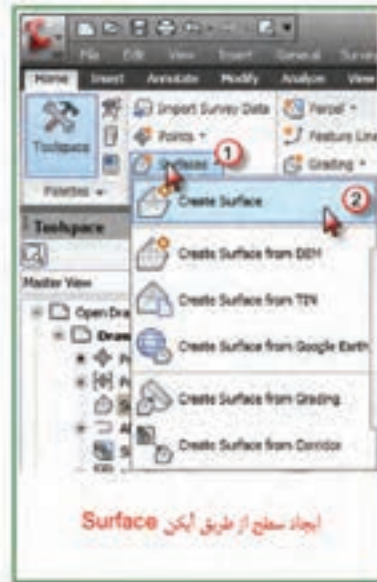 File Edit View Insert General Survey
Home Insert Annotate Modify Analyze View
Toolspace
Import Survey Data
Parcel
Points
Feature Line
Surfaces
1
Grading
Palettes
Create Surface
2
Toolspace
Create Surface from DEM
Master View
Create Surface from TIN
Open Dra
Draw
Create Surface from Google Earth
Create Surface from Grading
Create Surface from Corridor
ایجاد سطح از طریق آیکن Surface